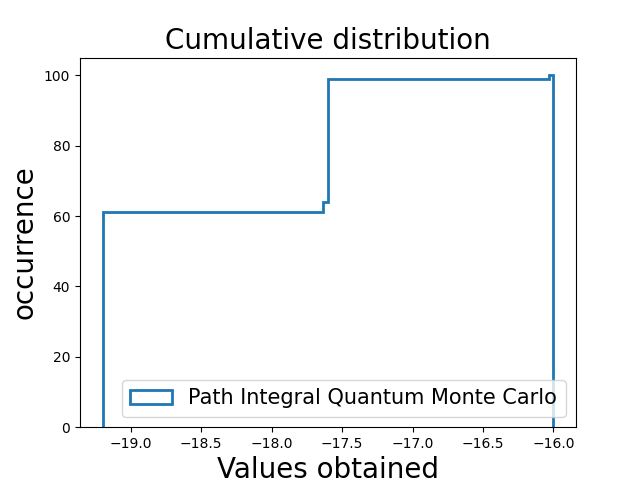 Cumulative distribution
occurrence
100
80
60
40
20
0
Path Integral Quantum Monte Carlo
−19.0 −18.5 −18.0 −17.5 −17.0 −16.5 −16.0
Values obtained